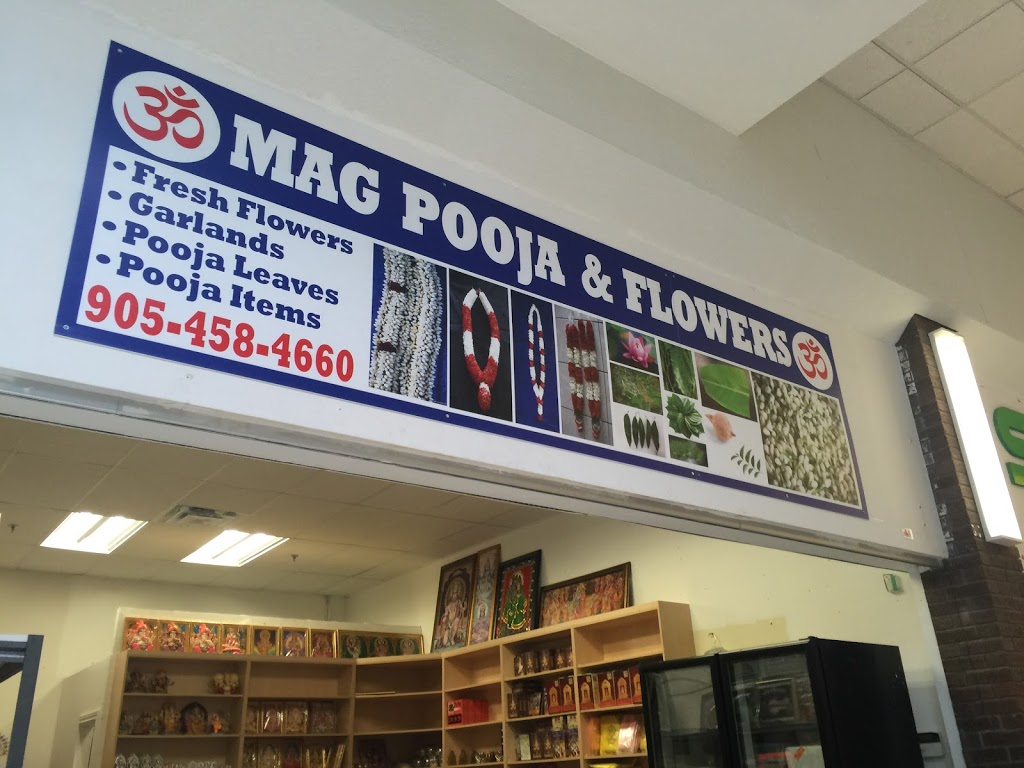 ॐ MAG POOJA & FLOWERS ॐ
• Fresh Flowers
• Garlands
• Pooja Leaves
• Pooja Items
905-458-4660